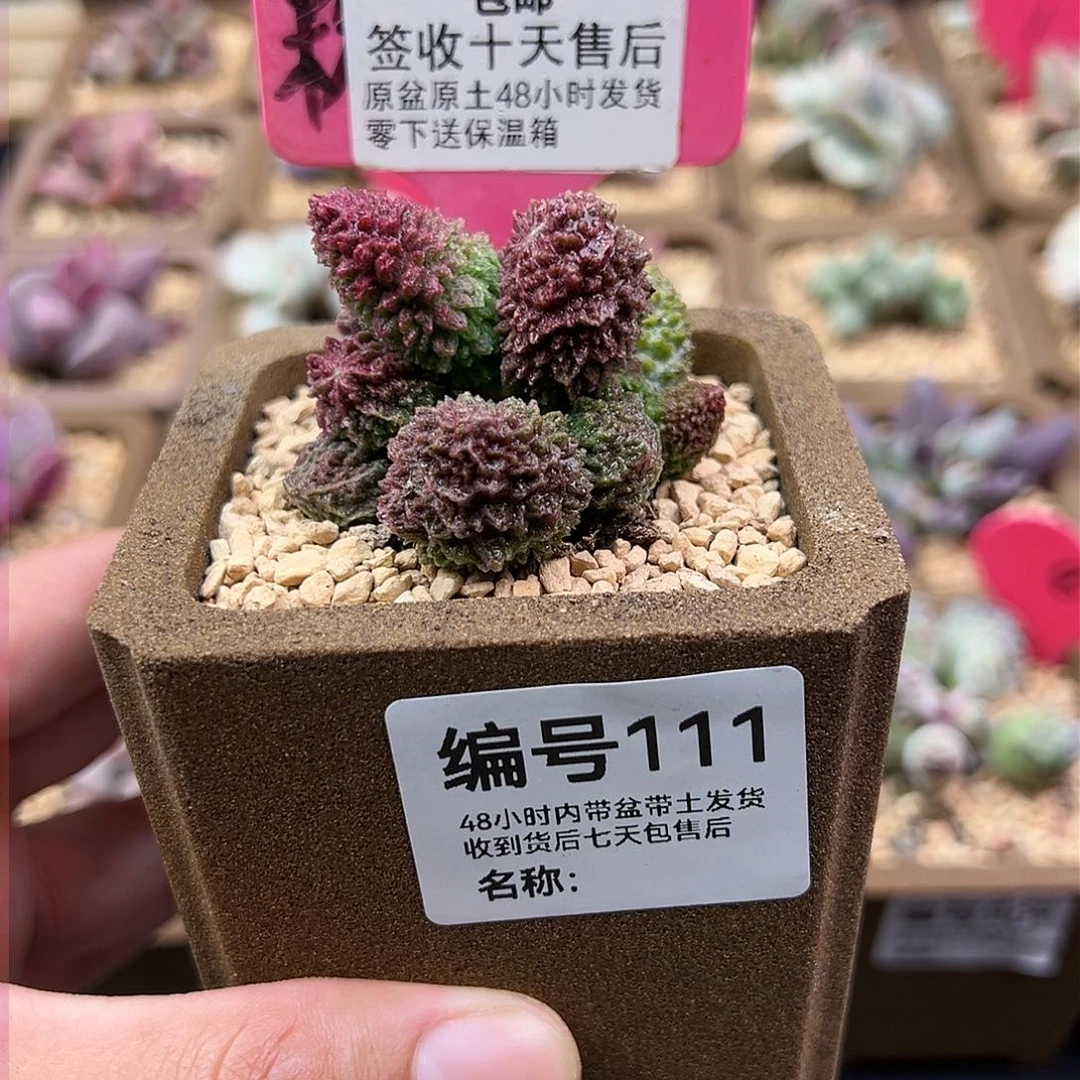 包邮
签收十天售后
原盆原土48小时发货
零下送保温箱
编号111
48小时内带盆带土发货
收到货后七天包售后
名称：